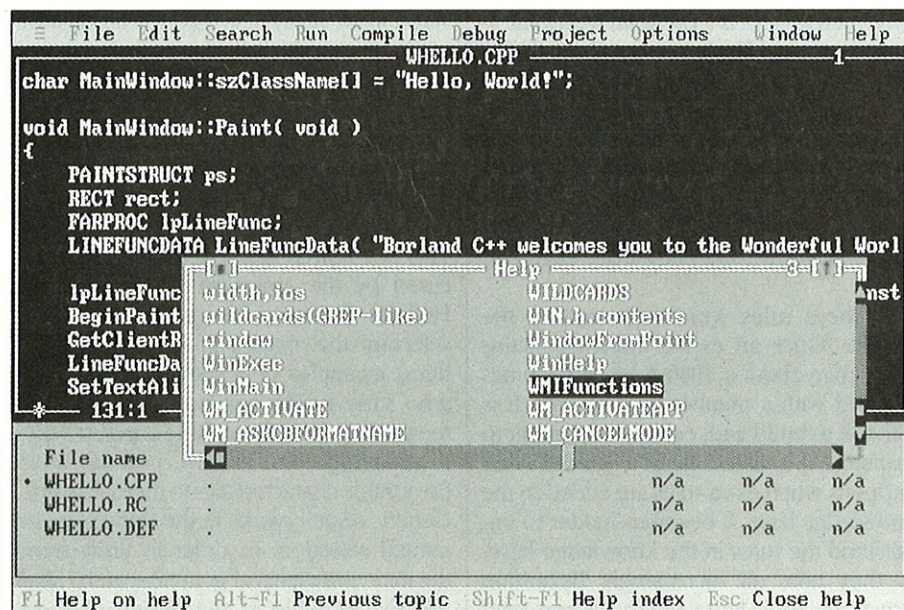 ≡ File Edit Search Run Compile Debug Project Options Window Help
WHELLO.CPP 1
char MainWindow::szClassName[] = "Hello, World!";
void MainWindow::Paint( void )
{
PAINTSTRUCT ps;
RECT rect;
FARPROC lpLineFunc;
LINEFUNCDATA LineFuncData( "Borland C++ welcomes you to the Wonderful Worl
lpLineFunc
BeginPaint
GetClientR
LineFuncDa
SetTextAli
nst
131:1
Help 3
width,ios WILDCARDS
wildcards(GREP-like) WIN.h.contents
window WindowFromPoint
WinExec WinHelp
WinMain WMIFunctions
WM_ACTIVATE WM_ACTIVATEAPP
WM_ASKCBFORMATNAME WM_CANCELMODE
File name
• WHELLO.CPP . n/a n/a n/a
WHELLO.RC . n/a n/a n/a
WHELLO.DEF . n/a n/a n/a
F1 Help on help Alt-F1 Previous topic Shift-F1 Help index Esc Close help